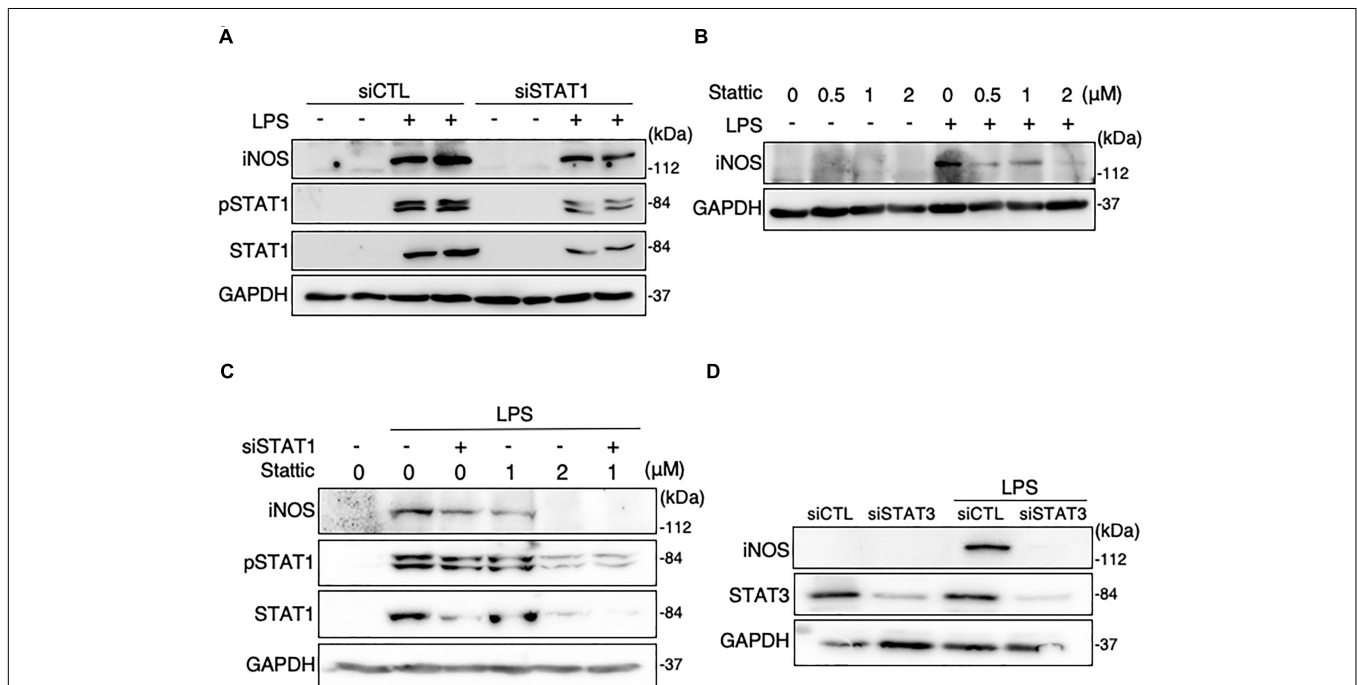 A
siCTL siSTAT1
LPS - - + + - - + +
(kDa)
iNOS
-112
pSTAT1 -84
STAT1 -84
GAPDH -37
B
Stattic 0 0.5 1 2 0 0.5 1 2 (μM)
LPS - - - - + + + +
(kDa)
iNOS
-112
GAPDH -37
C
LPS
siSTAT1 - - + - - +
Stattic 0 0 0 1 2 1 (μM)
(kDa)
iNOS
-112
pSTAT1 -84
STAT1 -84
GAPDH -37
D
LPS
siCTL siSTAT3 siCTL siSTAT3
(kDa)
iNOS
-112
STAT3 -84
GAPDH -37